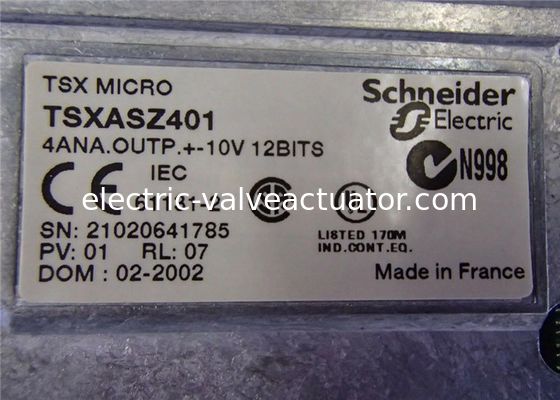 TSX MICRO
TSXASZ401
4ANA.OUTP.+-10V 12BITS
Schneider
Electric
CE
IEC
N998
electric-valveactuator.com
SN: 21020641785
LISTED 170M
PV: 01 RL: 07
IND.CONT.EQ.
DOM : 02-2002
Made in France